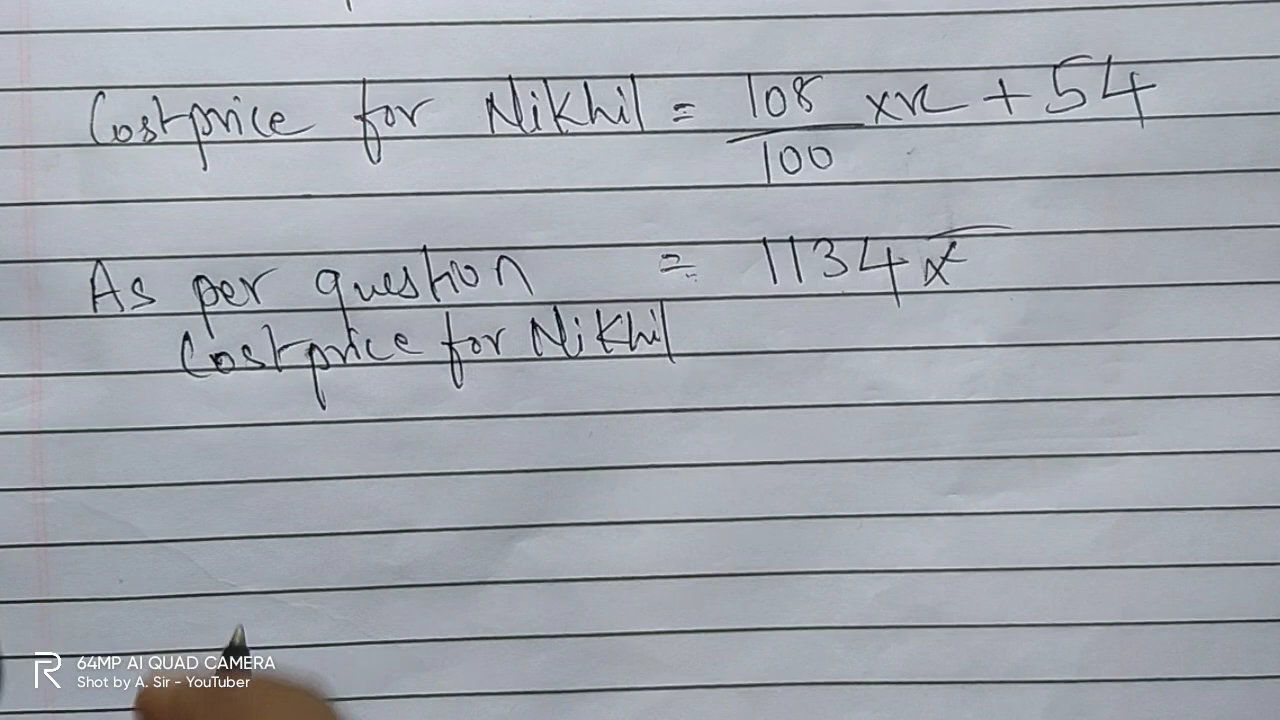 Costprice for Nikhil = 108/100 x x + 54
As per question = 1134 ₹
Costprice for Nikhil
64MP AI QUAD CAMERA
Shot by A. Sir - YouTuber